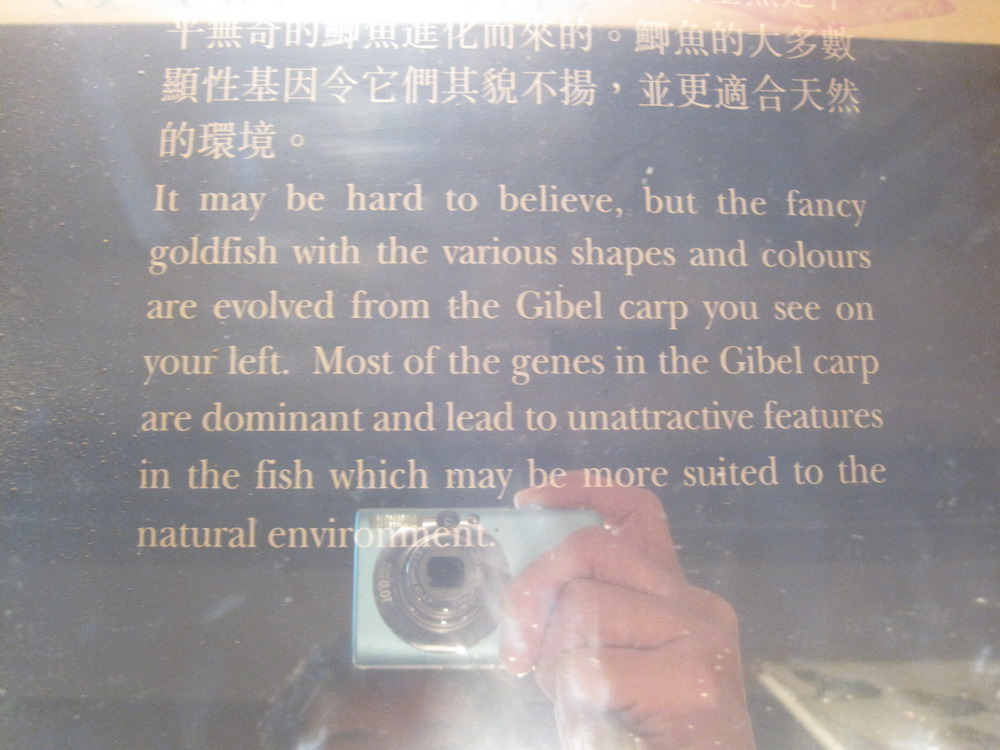 平無奇的鯽魚進化而來的。鯽魚的大多數
顯性基因令它們其貌不揚，並更適合天然
的環境。
It may be hard to believe, but the fancy
goldfish with the various shapes and colours
are evolved from the Gibel carp you see on
your left. Most of the genes in the Gibel carp
are dominant and lead to unattractive features
in the fish which may be more suited to the
natural environment.